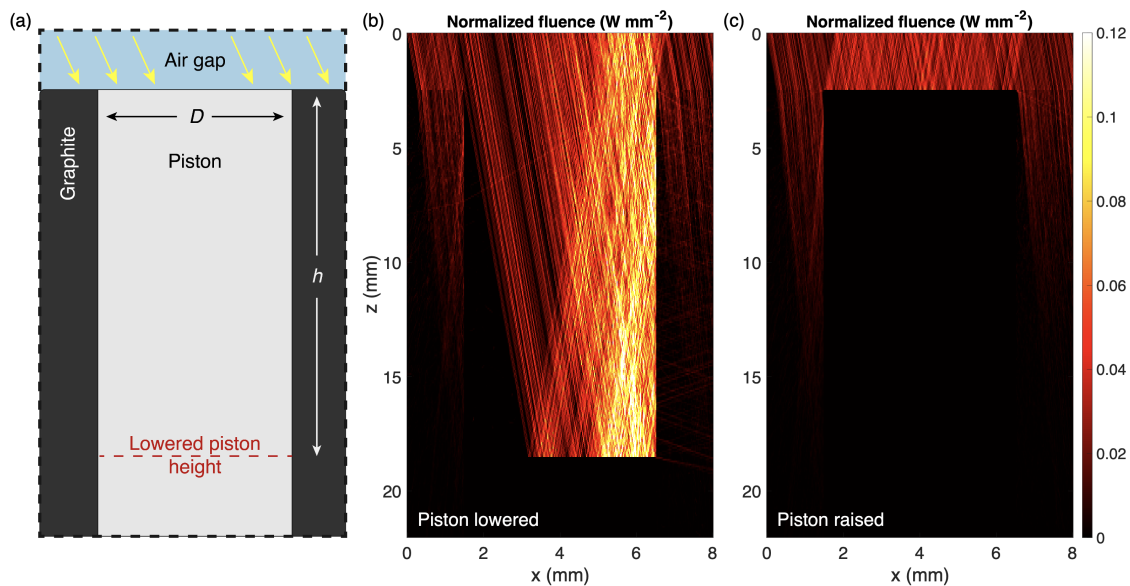 (a)
Air gap
D
Graphite
Piston
h
Lowered piston
height
(b)
Normalized fluence (W mm⁻²)
0
5
10
15
20
z (mm)
Piston lowered
0 2 4 6 8
x (mm)
(c)
Normalized fluence (W mm⁻²)
Piston raised
0 2 4 6 8
x (mm)
0.12
0.1
0.08
0.06
0.04
0.02
0
0
5
10
15
20